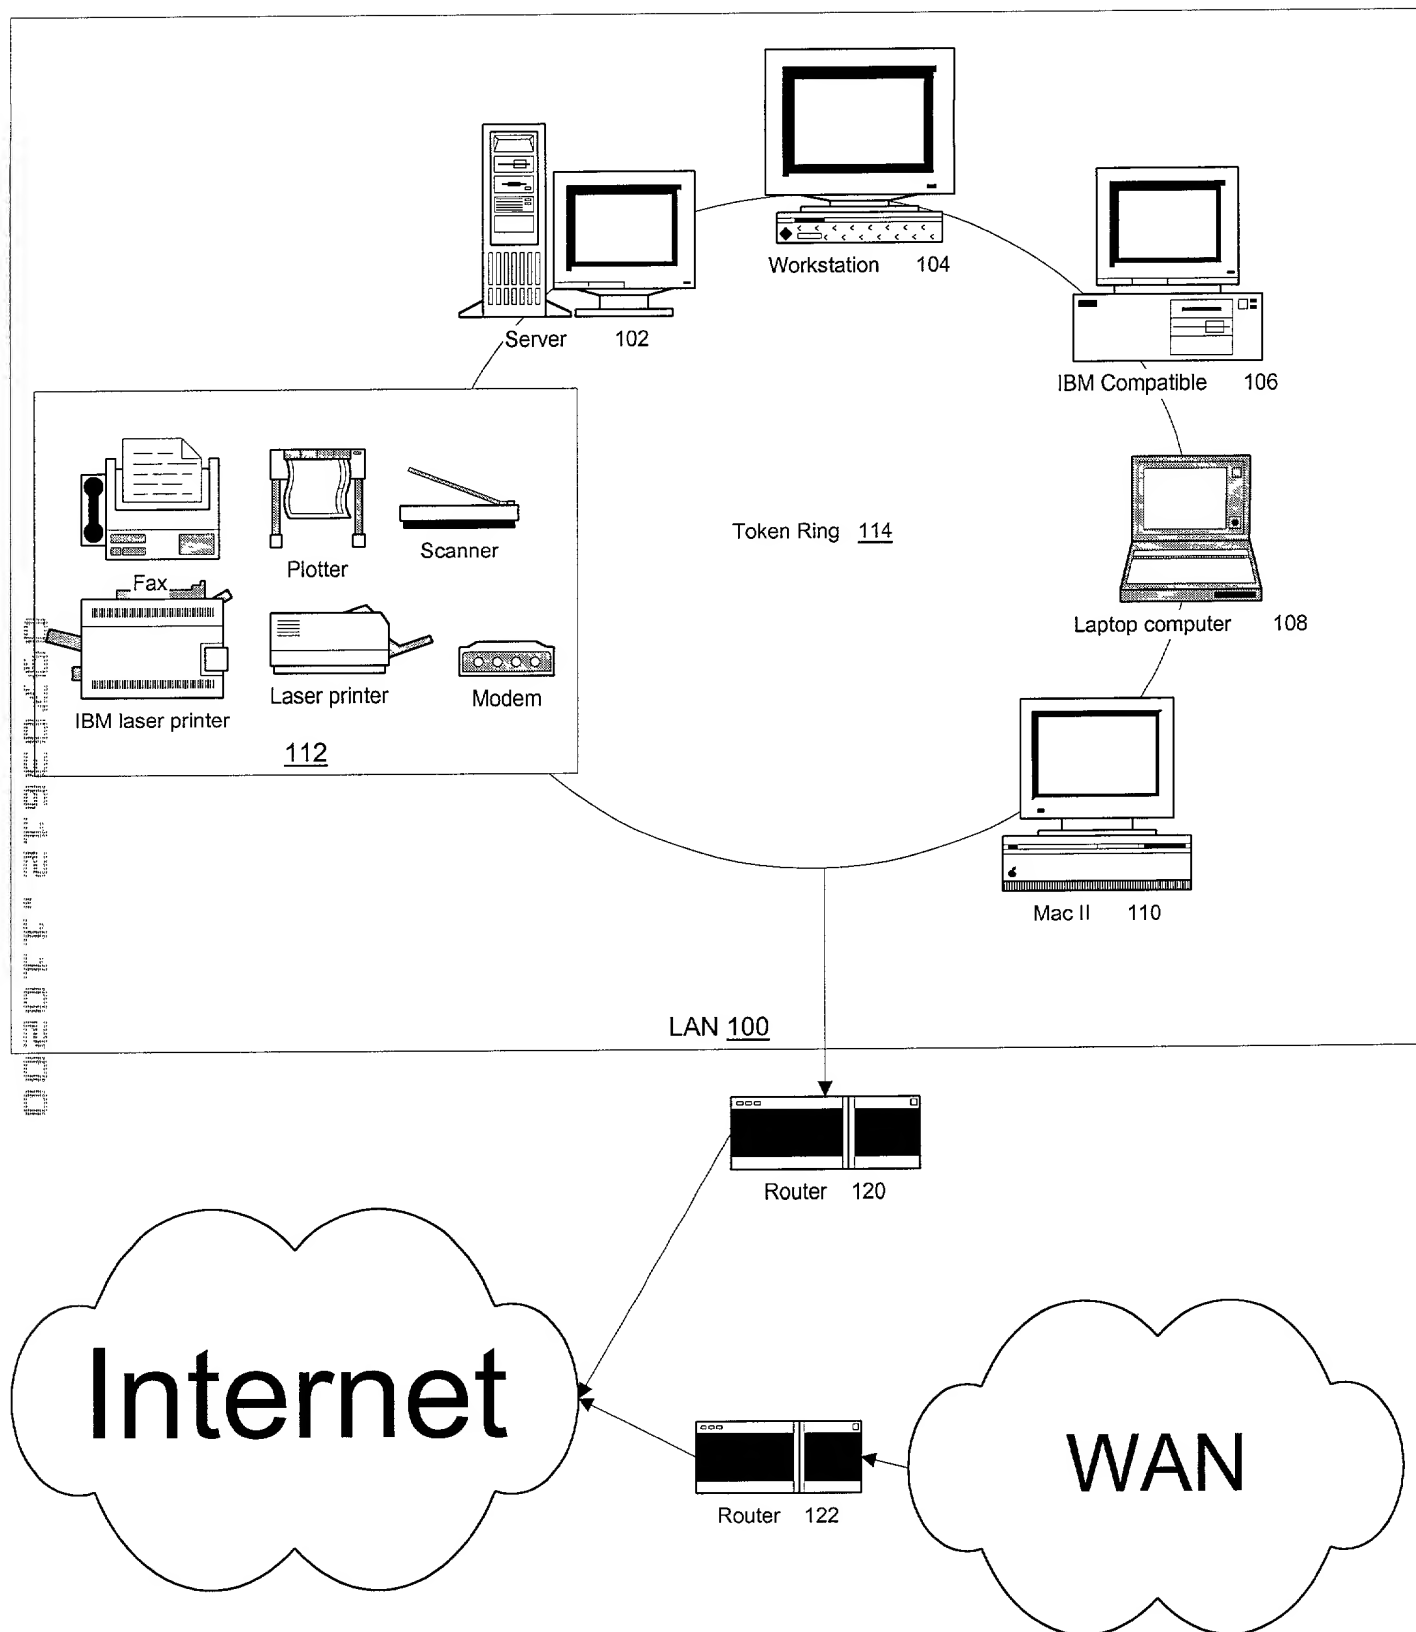 Workstation 104
Server 102
IBM Compatible 106
Fax
Plotter
Scanner
Token Ring 114
Laptop computer 108
IBM laser printer
Laser printer
Modem
112
Mac II 110
LAN 100
Router 120
Internet
Router 122
WAN